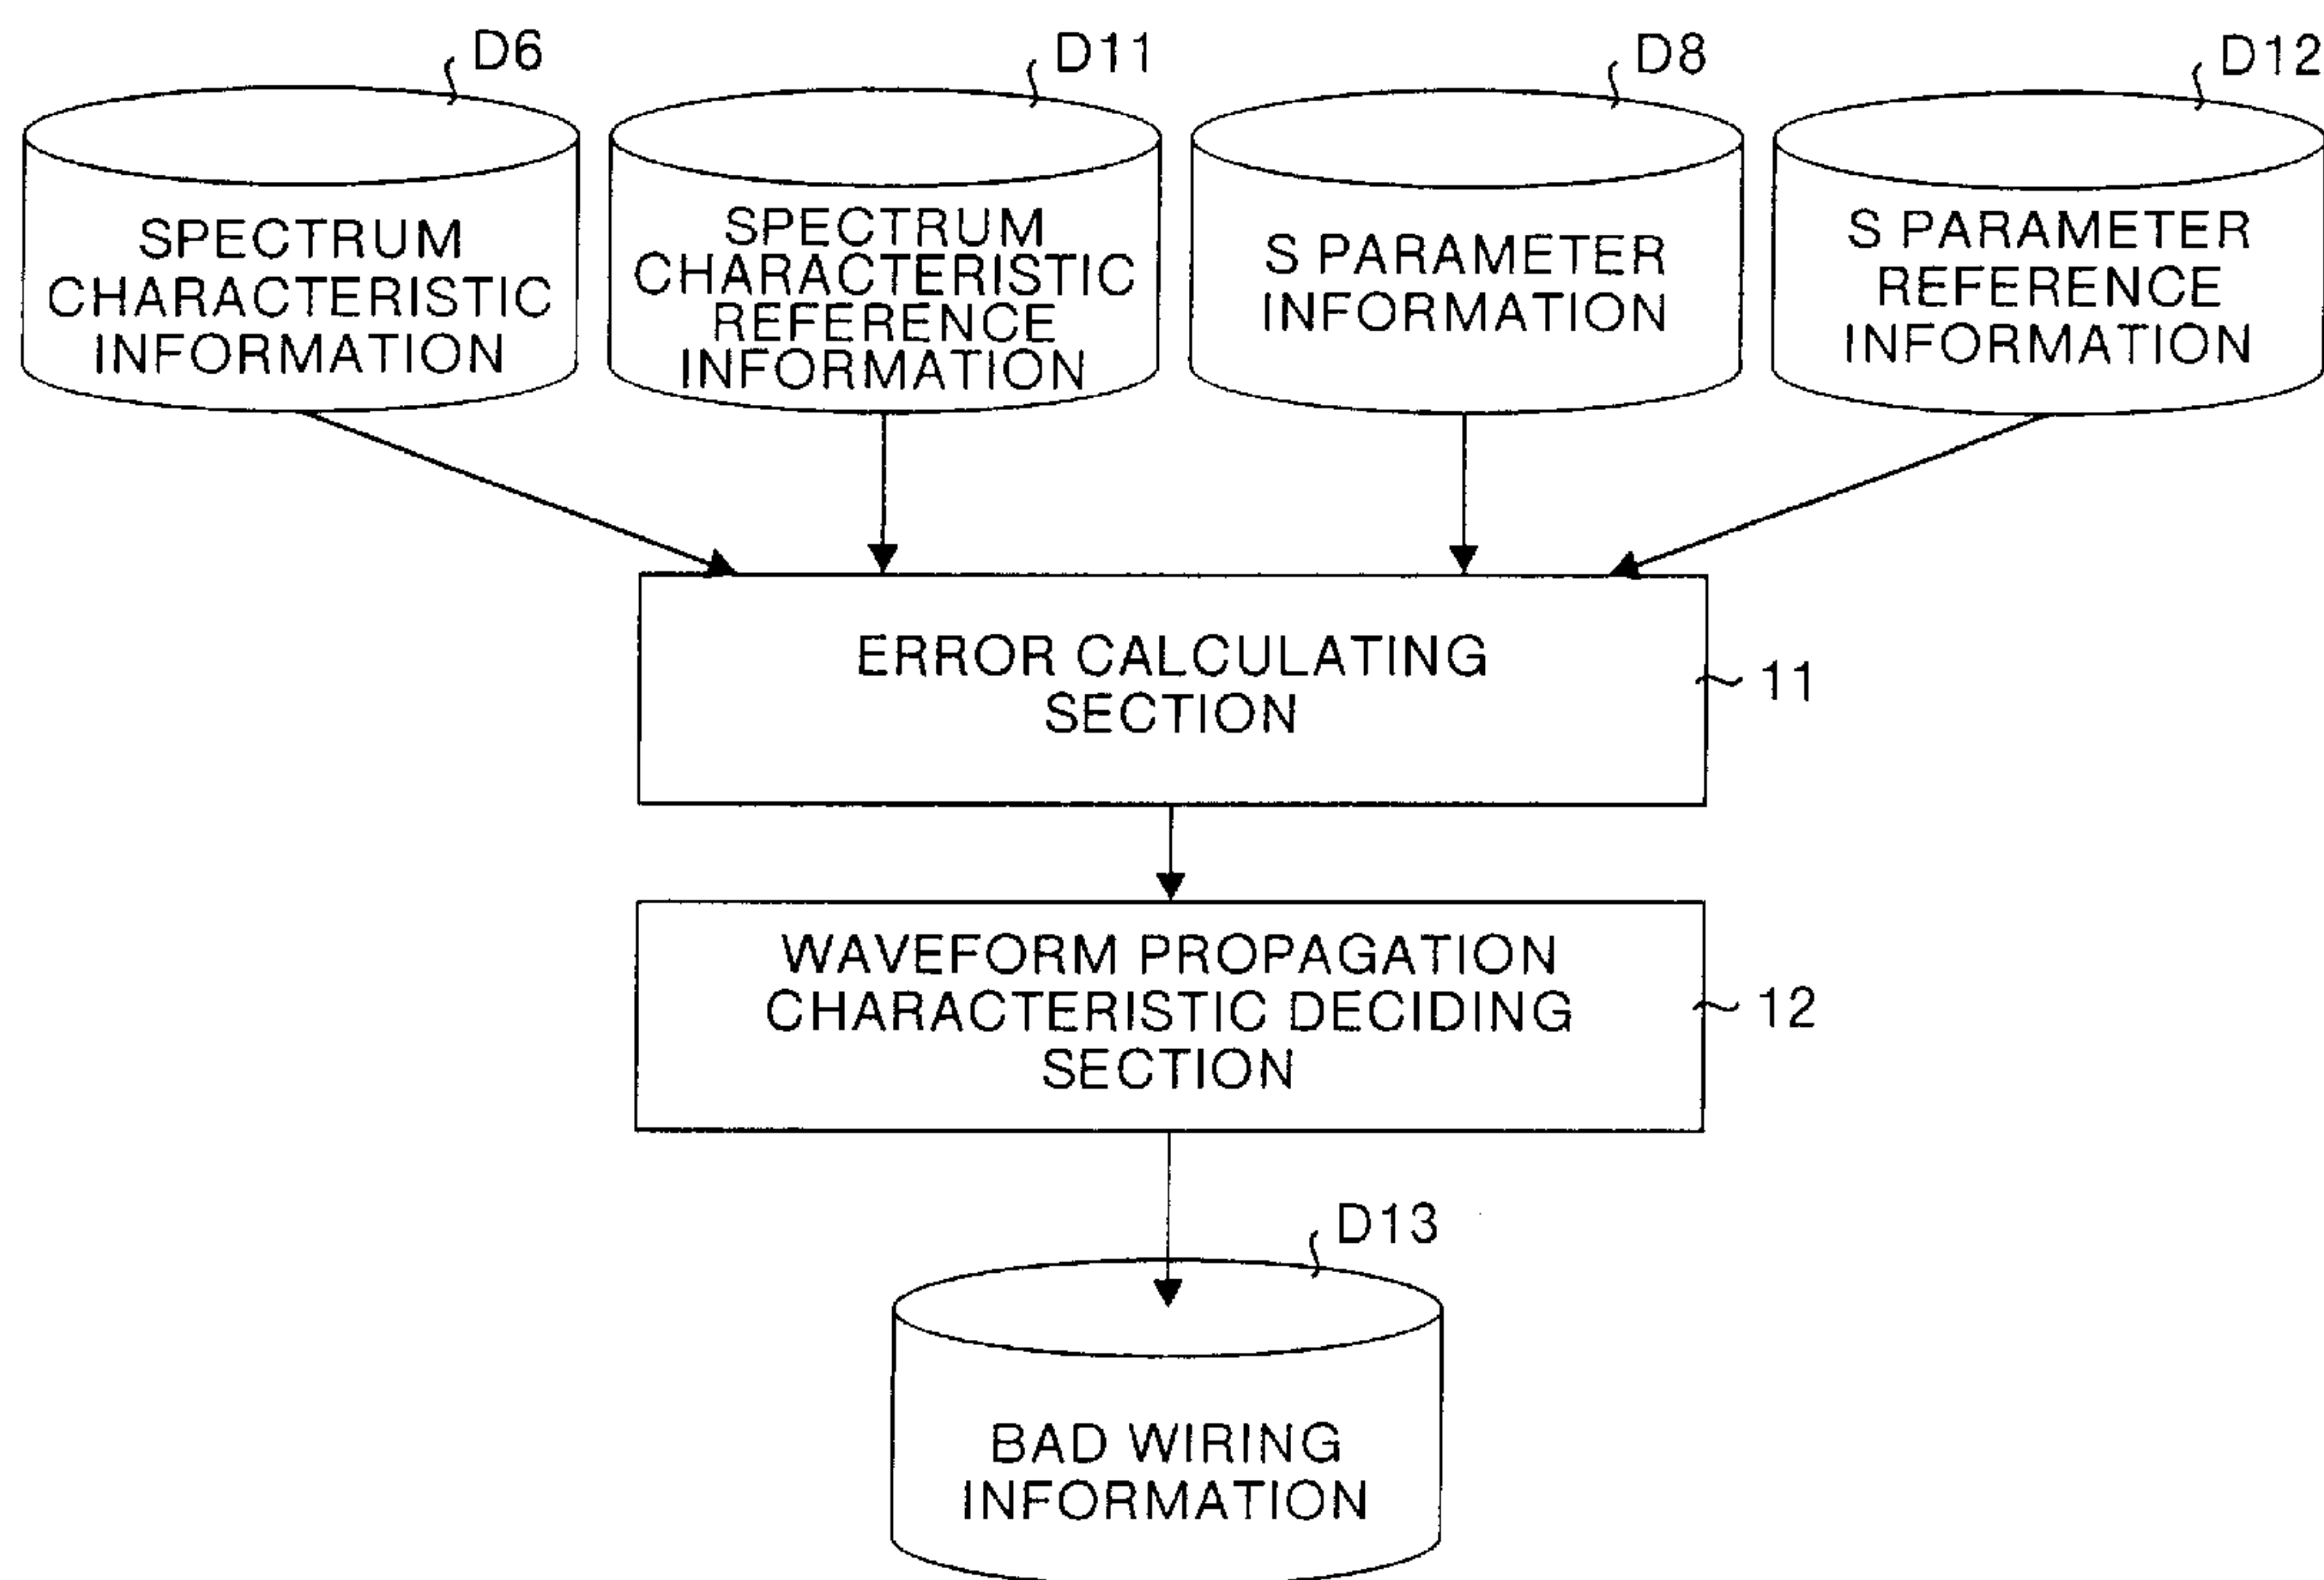 D6
D11
D8
D12
SPECTRUM
CHARACTERISTIC
INFORMATION
SPECTRUM
CHARACTERISTIC
REFERENCE
INFORMATION
S PARAMETER
INFORMATION
S PARAMETER
REFERENCE
INFORMATION
ERROR CALCULATING
SECTION
11
WAVEFORM PROPAGATION
CHARACTERISTIC DECIDING
SECTION
12
D13
BAD WIRING
INFORMATION